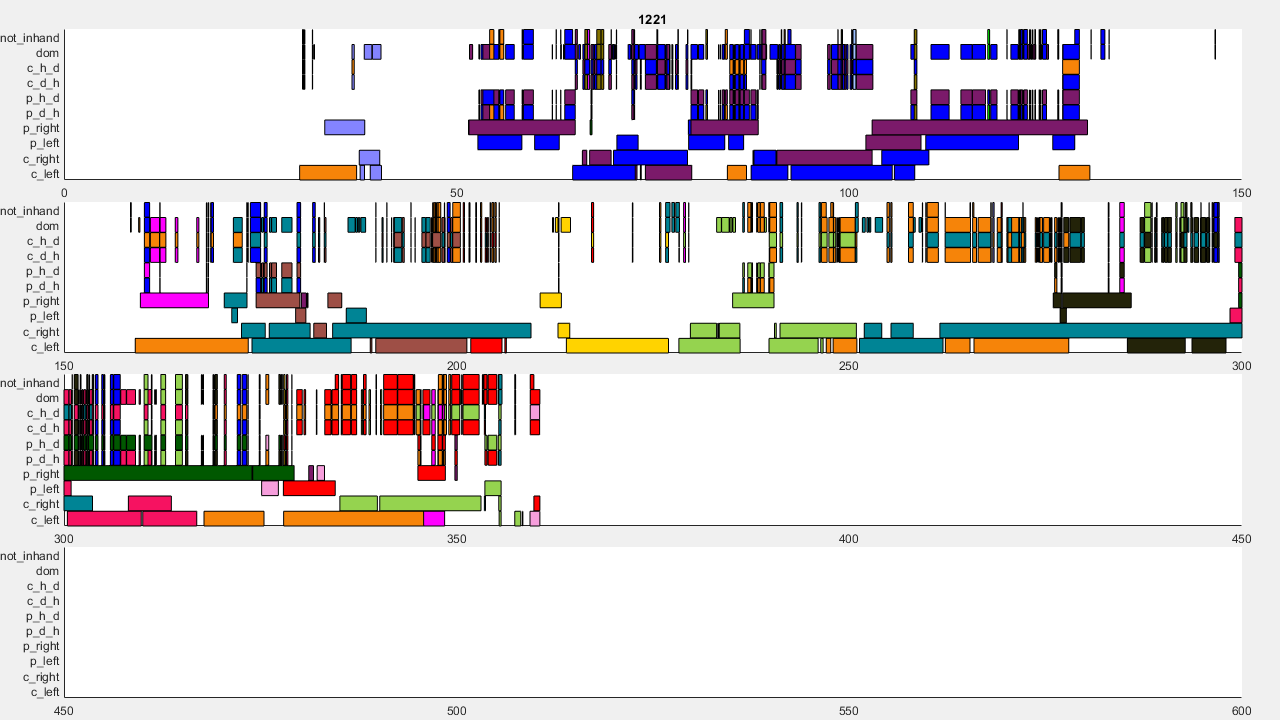 1221
not_inhand
dom
c_h_d
c_d_h
p_h_d
p_d_h
p_right
p_left
c_right
c_left
0 50 100 150
not_inhand
dom
c_h_d
c_d_h
p_h_d
p_d_h
p_right
p_left
c_right
c_left
150 200 250 300
not_inhand
dom
c_h_d
c_d_h
p_h_d
p_d_h
p_right
p_left
c_right
c_left
300 350 400 450
not_inhand
dom
c_h_d
c_d_h
p_h_d
p_d_h
p_right
p_left
c_right
c_left
450 500 550 600